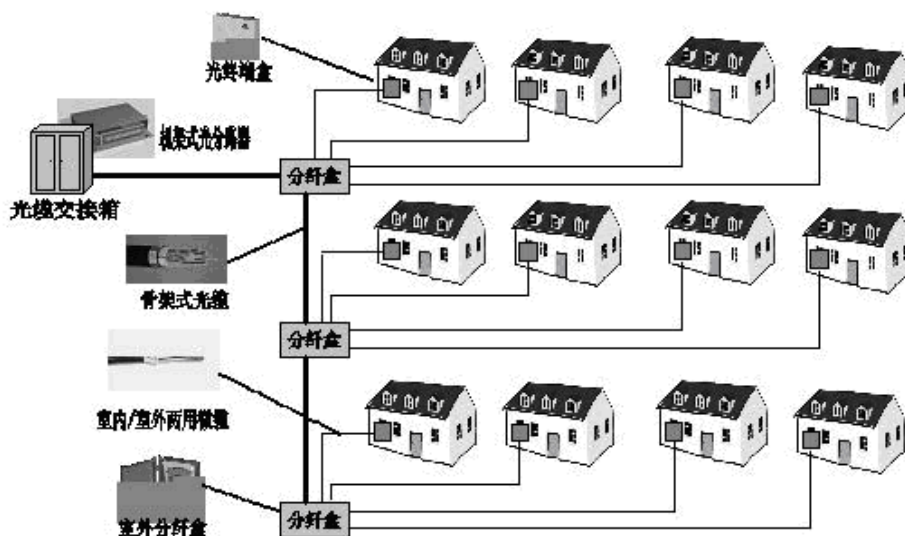 光终端盒
机架式光分路器
分纤盒
光缆交接箱
骨架式光缆
分纤盒
室内/室外两用微缆
分纤盒
室外分纤盒